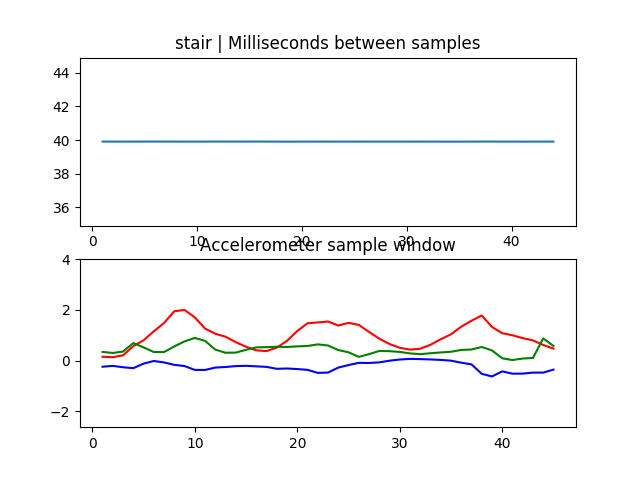 stair | Milliseconds between samples
44
42
40
38
36
0 10 20 30 40
Accelerometer sample window
4
2
0
−2
0 10 20 30 40